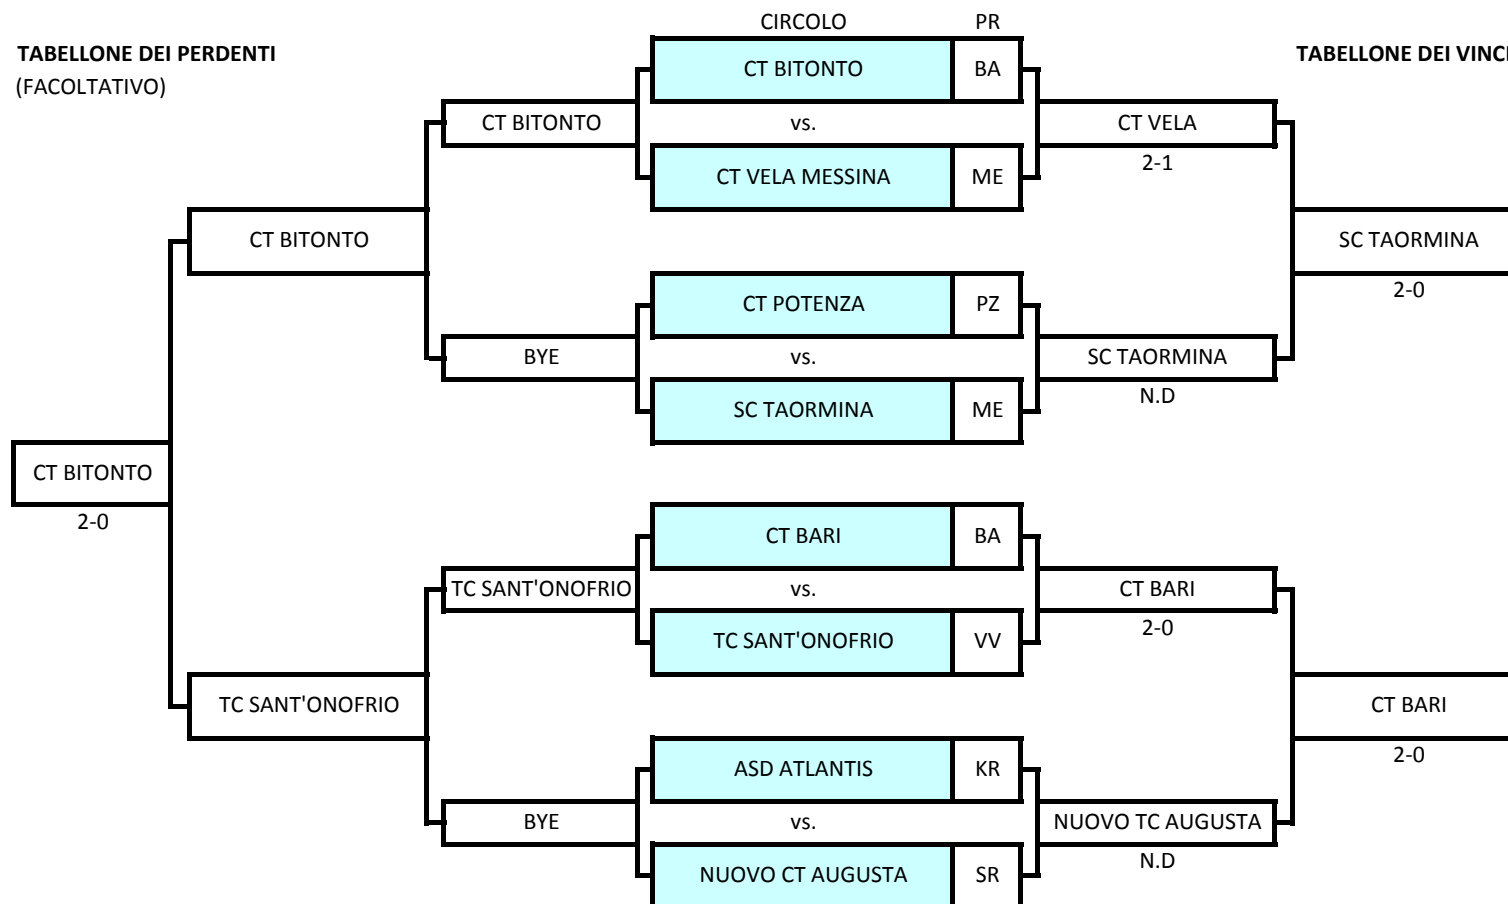 CIRCOLO PR
TABELLONE DEI PERDENTI
(FACOLTATIVO)
TABELLONE DEI VINCI
CT BITONTO BA
CT BITONTO vs. CT VELA
2-1
CT VELA MESSINA ME
CT BITONTO
SC TAORMINA
2-0
CT POTENZA PZ
BYE vs. SC TAORMINA
N.D
SC TAORMINA ME
CT BITONTO
2-0
CT BARI BA
TC SANT'ONOFRIO vs. CT BARI
2-0
TC SANT'ONOFRIO VV
TC SANT'ONOFRIO
CT BARI
2-0
ASD ATLANTIS KR
BYE vs. NUOVO TC AUGUSTA
N.D
NUOVO CT AUGUSTA SR